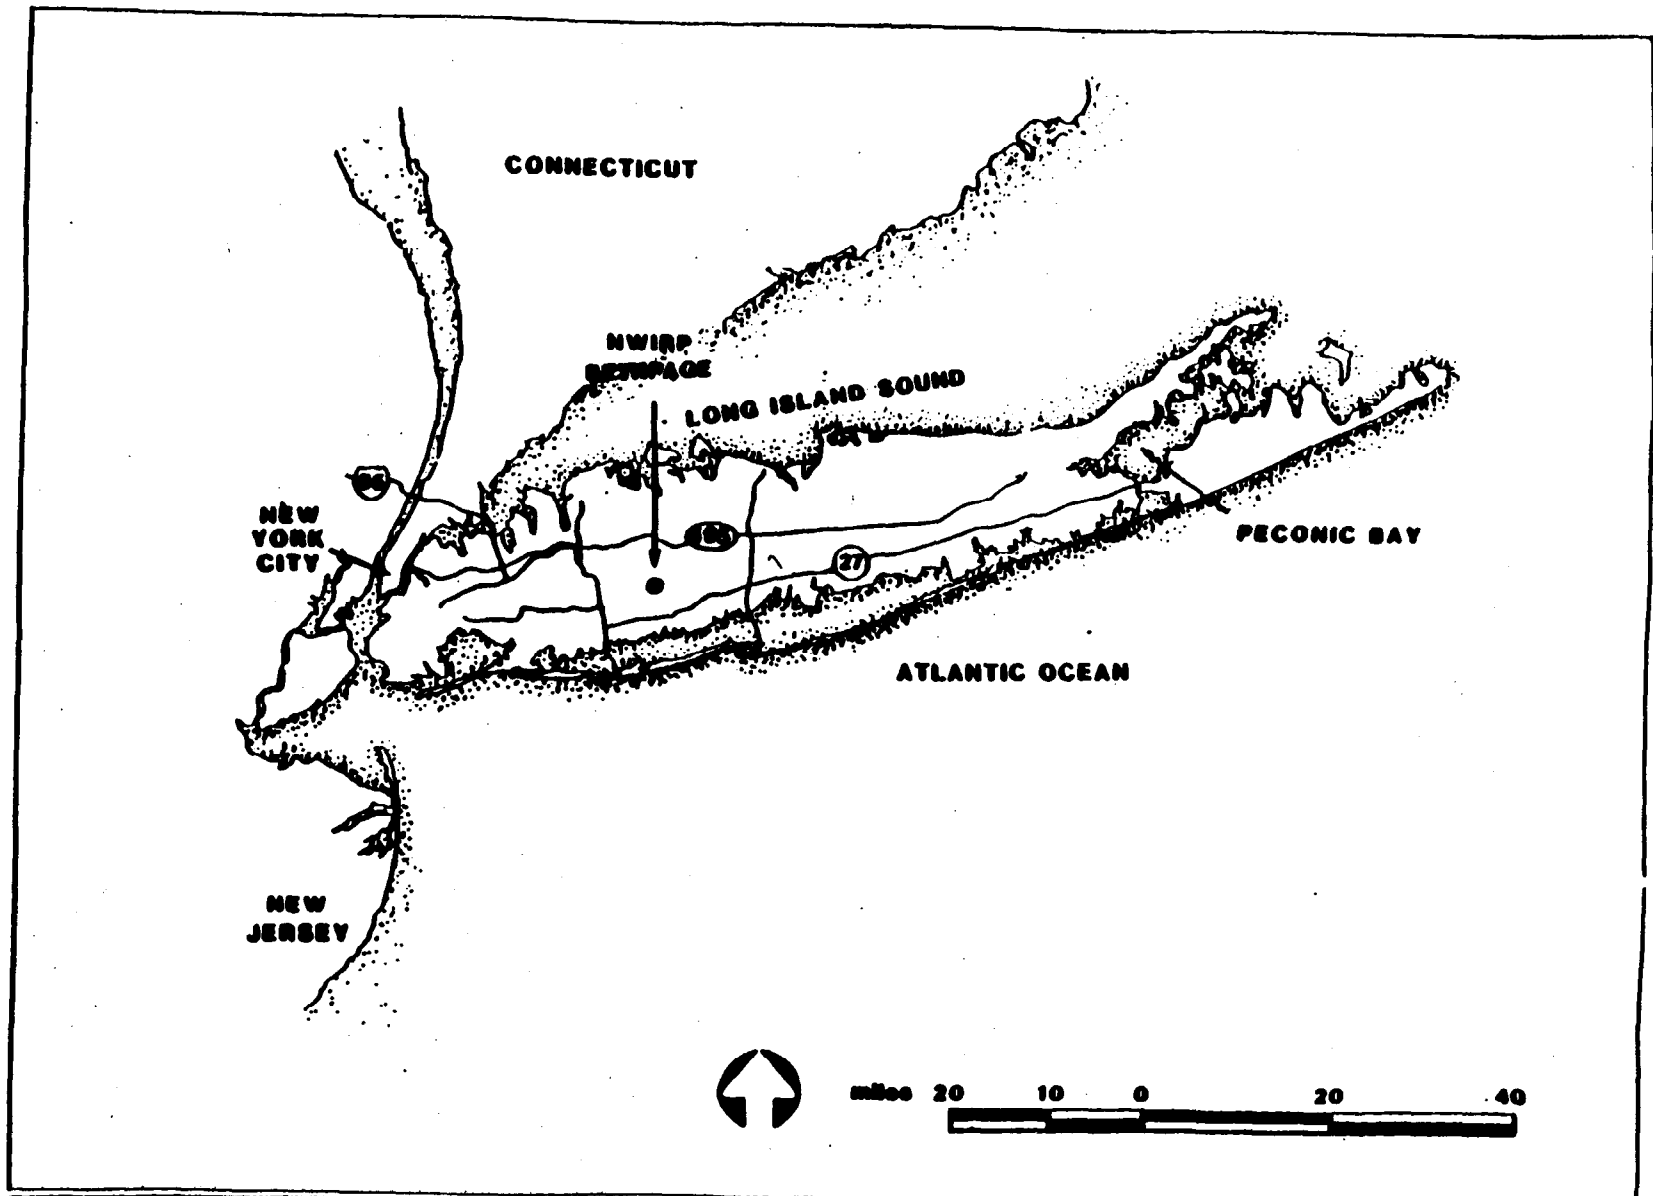 CONNECTICUT
NWIRP
BETHPAGE
LONG ISLAND SOUND
NEW
YORK
CITY
27
PECONIC BAY
ATLANTIC OCEAN
NEW
JERSEY
miles 20 10 0 20 40